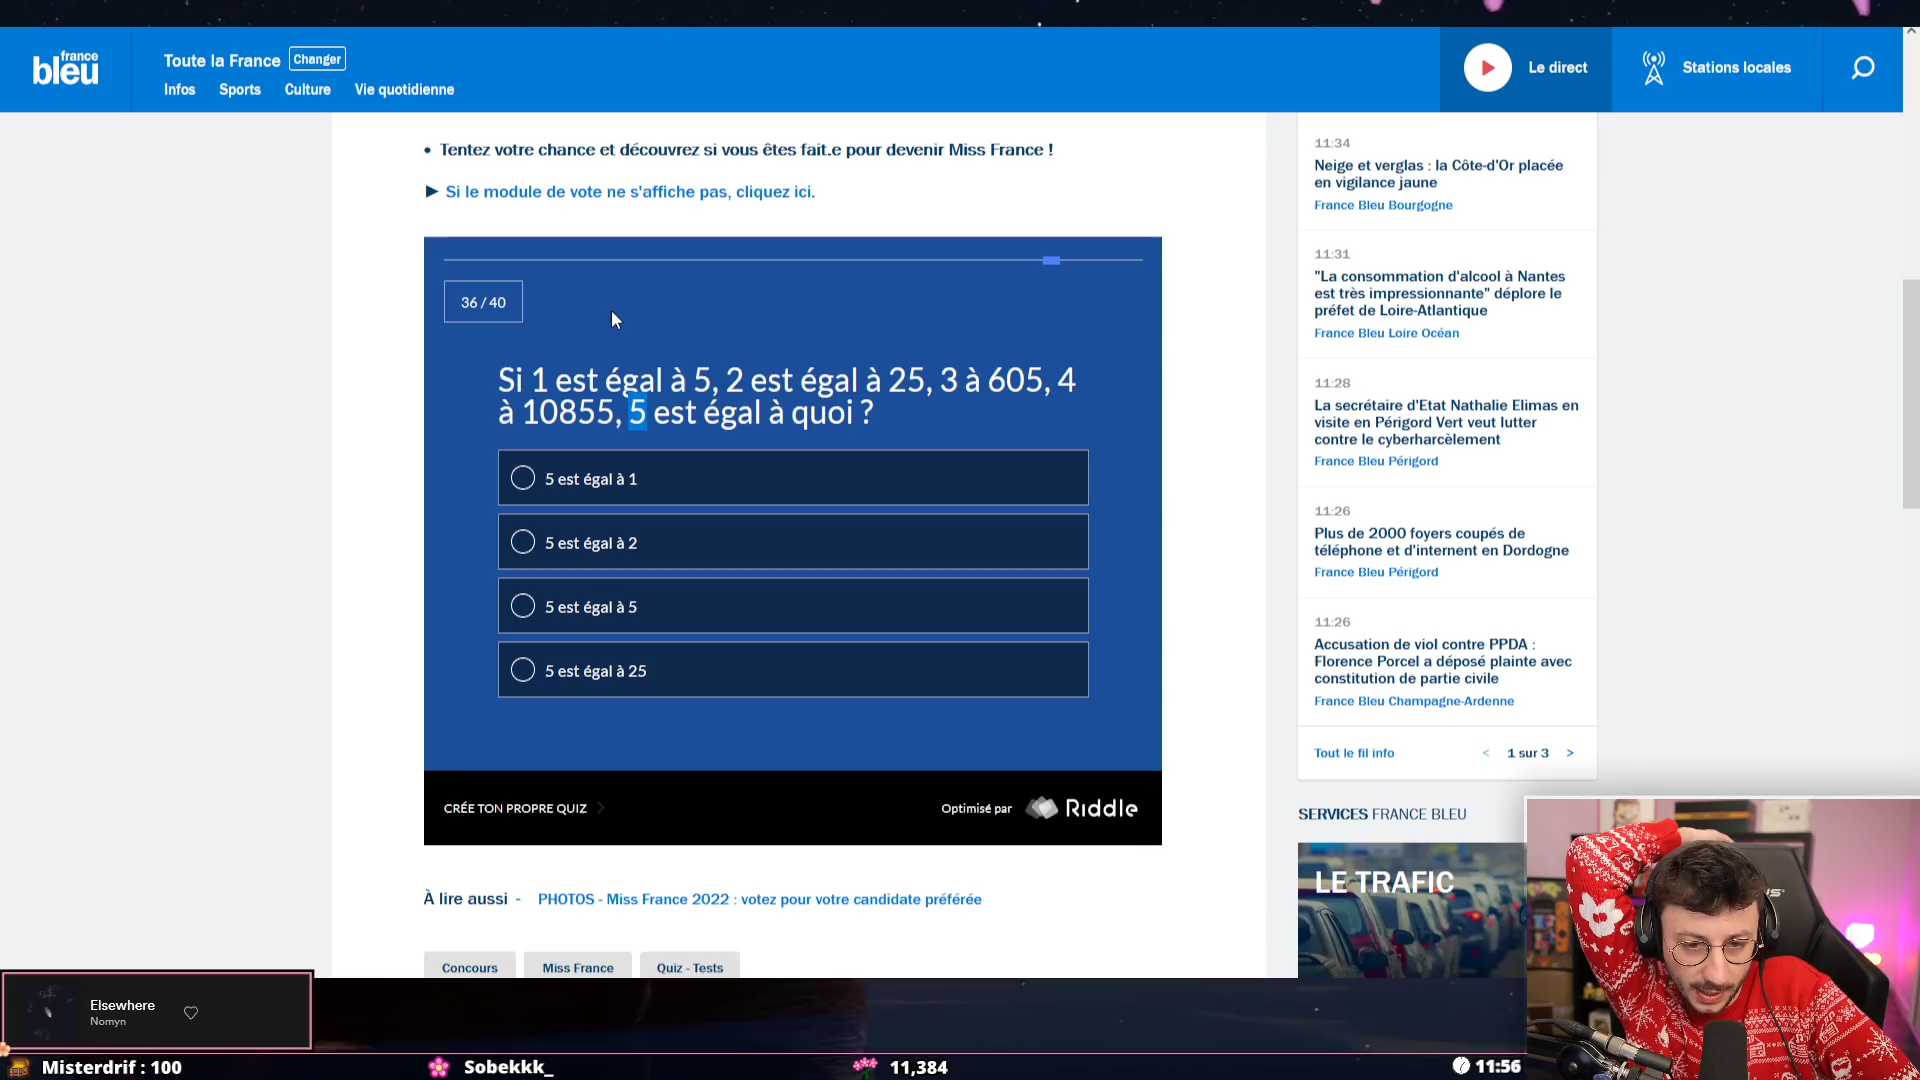 france
bleu
Toute la France
Changer
Infos
Sports
Culture
Vie quotidienne
Le direct
Stations locales
• Tentez votre chance et découvrez si vous êtes fait.e pour devenir Miss France !
► Si le module de vote ne s'affiche pas, cliquez ici.
36 / 40
Si 1 est égal à 5, 2 est égal à 25, 3 à 605, 4
à 10855, 5 est égal à quoi ?
5 est égal à 1
5 est égal à 2
5 est égal à 5
5 est égal à 25
CRÉE TON PROPRE QUIZ >
Optimisé par
Riddle
À lire aussi - PHOTOS - Miss France 2022 : votez pour votre candidate préférée
Concours
Miss France
Quiz - Tests
11:34
Neige et verglas : la Côte-d'Or placée
en vigilance jaune
France Bleu Bourgogne
11:31
"La consommation d'alcool à Nantes
est très impressionnante" déplore le
préfet de Loire-Atlantique
France Bleu Loire Océan
11:28
La secrétaire d'Etat Nathalie Elimas en
visite en Périgord Vert veut lutter
contre le cyberharcèlement
France Bleu Périgord
11:26
Plus de 2000 foyers coupés de
téléphone et d'internent en Dordogne
France Bleu Périgord
11:26
Accusation de viol contre PPDA :
Florence Porcel a déposé plainte avec
constitution de partie civile
France Bleu Champagne-Ardenne
Tout le fil info
< 1 sur 3 >
SERVICES FRANCE BLEU
LE TRAFIC
Elsewhere
Nomyn
Misterdrif : 100
Sobekkk_
11,384
11:56